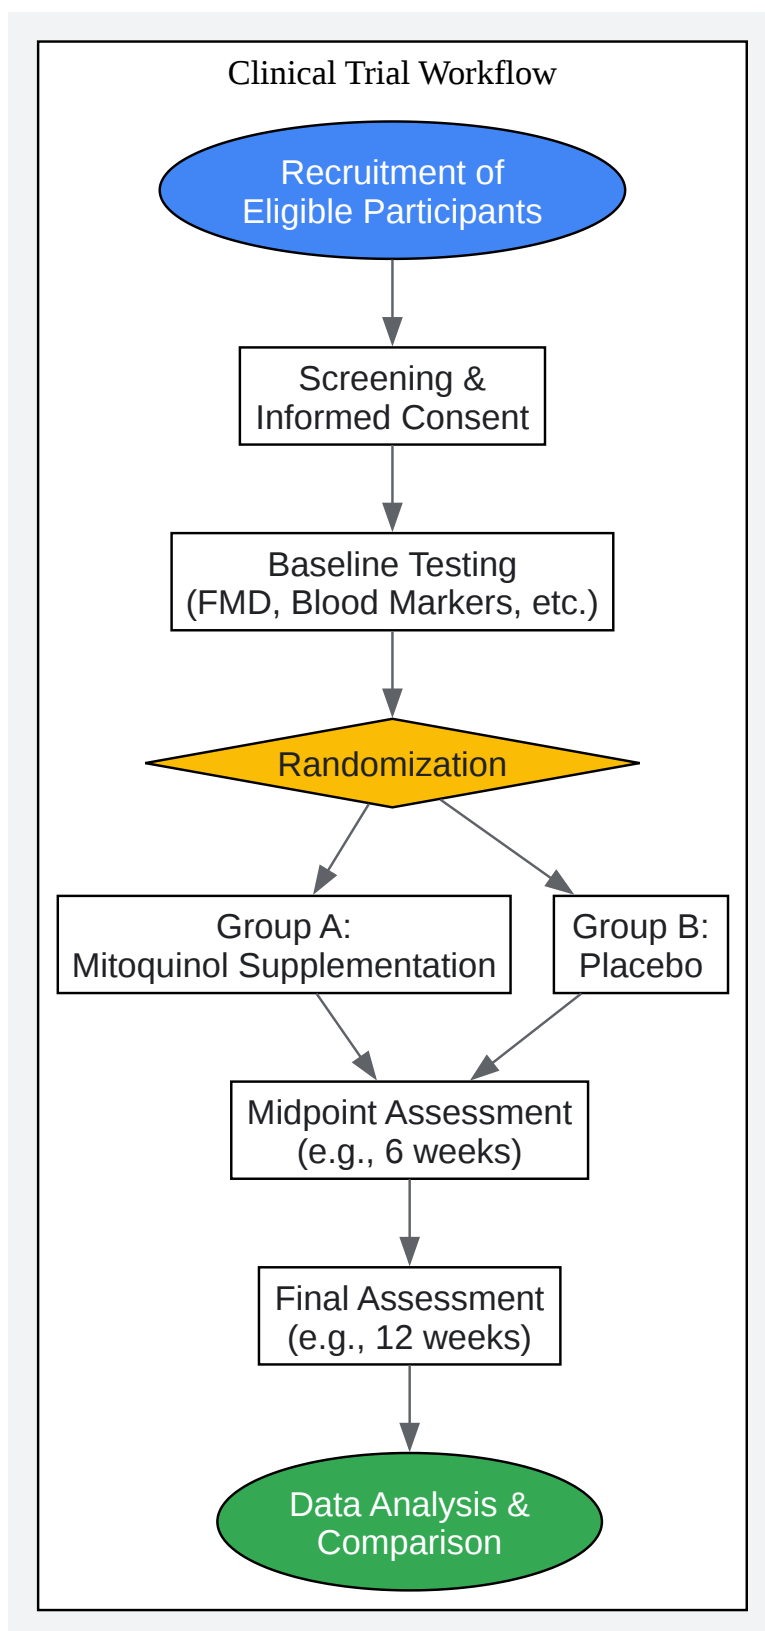 Clinical Trial Workflow
Recruitment of
Eligible Participants
Screening &
Informed Consent
Baseline Testing
(FMD, Blood Markers, etc.)
Randomization
Group A:
Mitoquinol Supplementation
Group B:
Placebo
Midpoint Assessment
(e.g., 6 weeks)
Final Assessment
(e.g., 12 weeks)
Data Analysis &
Comparison